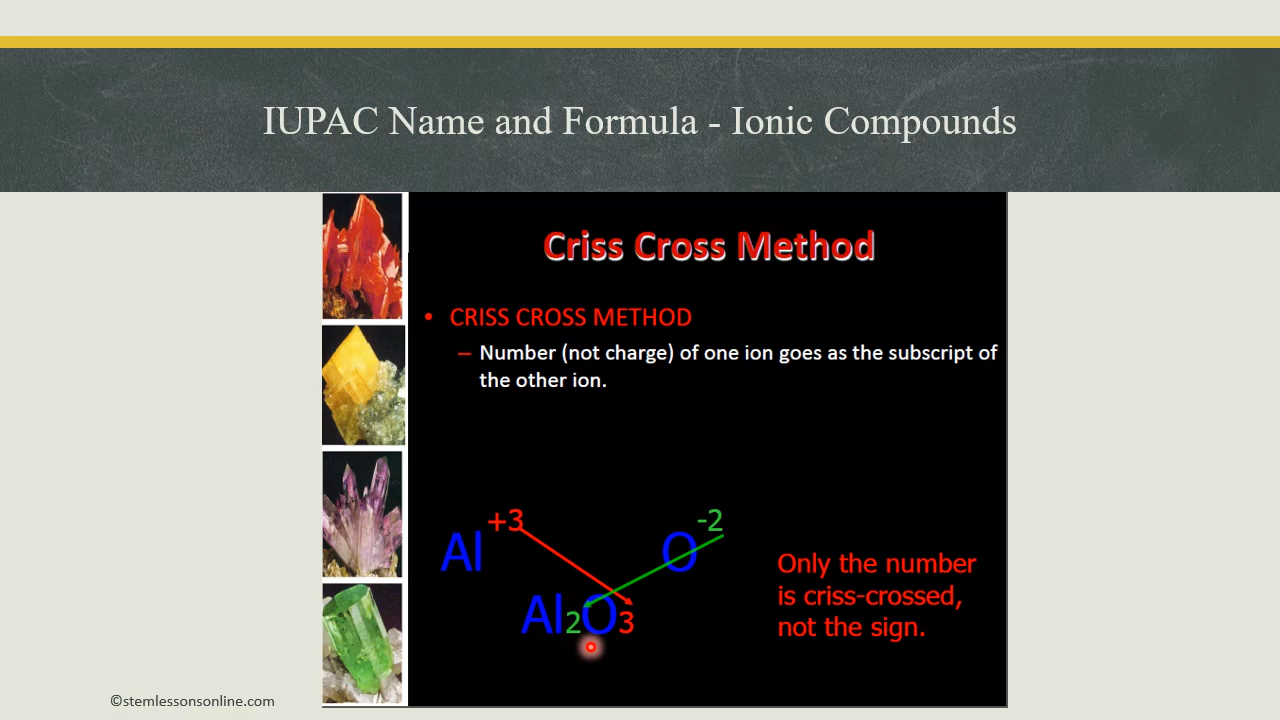 IUPAC Name and Formula - Ionic Compounds
Criss Cross Method
• CRISS CROSS METHOD
– Number (not charge) of one ion goes as the subscript of
the other ion.
Al+3 O-2
Al2O3
Only the number
is criss-crossed,
not the sign.
©stemlessonsonline.com